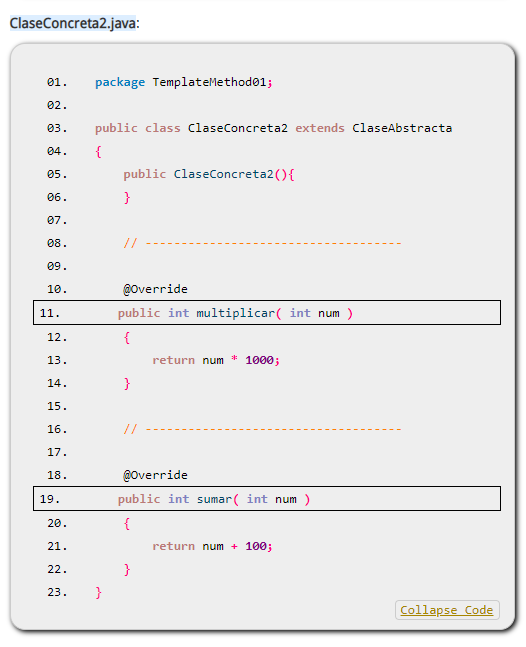 ClaseConcreta2.java:
01. package TemplateMethod01;
02.
03. public class ClaseConcreta2 extends ClaseAbstracta
04. {
05. public ClaseConcreta2(){
06. }
07.
08. // ------------------------------------
09.
10. @Override
11. public int multiplicar( int num )
12. {
13. return num * 1000;
14. }
15.
16. // ------------------------------------
17.
18. @Override
19. public int sumar( int num )
20. {
21. return num + 100;
22. }
23. }
Collapse Code